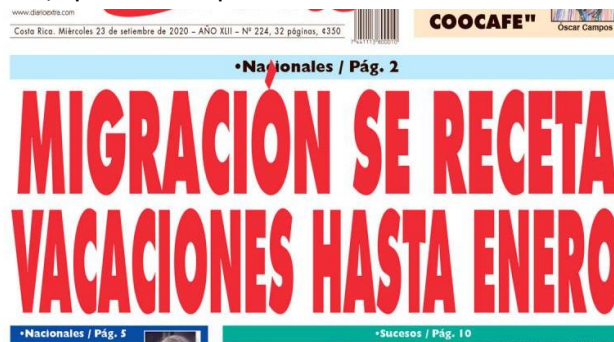 www.diarioextra.com
COOCAFE"
Óscar Campos
Costa Rica. Miércoles 23 de setiembre de 2020 - AÑO XLII - Nº 224, 32 páginas, ¢350
•Nacionales / Pág. 2
MIGRACIÓN SE RECETA
VACACIONES HASTA ENERO
•Nacionales / Pág. 5
•Sucesos / Pág. 10